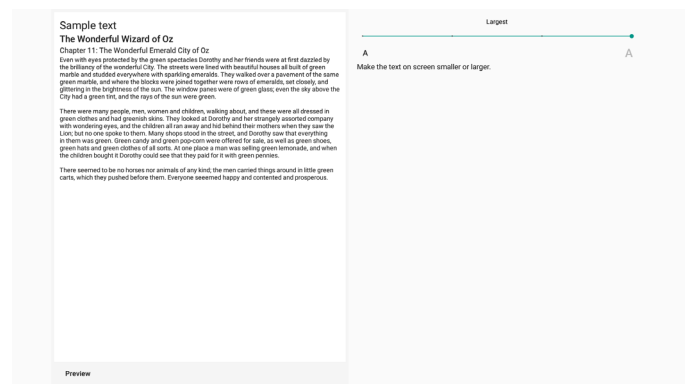 Sample text
The Wonderful Wizard of Oz
Chapter 11: The Wonderful Emerald City of Oz
Even with eyes protected by the green spectacles Dorothy and her friends were at first dazzled by
the brilliancy of the wonderful City. The streets were lined with beautiful houses all built of green
marble and studded everywhere with sparkling emeralds. They walked over a pavement of the same
green marble, and where the blocks were joined together were rows of emeralds, set closely, and
glittering in the brightness of the sun. The window panes were of green glass; even the sky above the
City had a green tint, and the rays of the sun were green.
There were many people, men, women and children, walking about, and these were all dressed in
green clothes and had greenish skins. They looked at Dorothy and her strangely assorted company
with wondering eyes, and the children all ran away and hid behind their mothers when they saw the
Lion; but no one spoke to them. Many shops stood in the street, and Dorothy saw that everything
in them was green. Green candy and green pop-corn were offered for sale, as well as green shoes,
green hats and green clothes of all sorts. At one place a man was selling green lemonade, and when
the children bought it Dorothy could see that they paid for it with green pennies.
There seemed to be no horses nor animals of any kind; the men carried things around in little green
carts, which they pushed before them. Everyone seeemed happy and contented and prosperous.
Preview
Largest
A A
Make the text on screen smaller or larger.